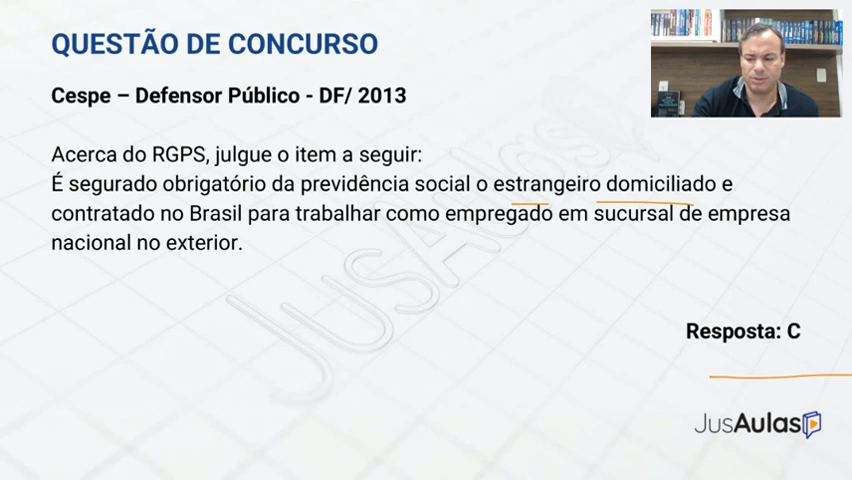 QUESTÃO DE CONCURSO
Cespe – Defensor Público - DF/ 2013
Acerca do RGPS, julgue o item a seguir:
É segurado obrigatório da previdência social o estrangeiro domiciliado e
contratado no Brasil para trabalhar como empregado em sucursal de empresa
nacional no exterior.
Resposta: C
JusAulas
JusAulas